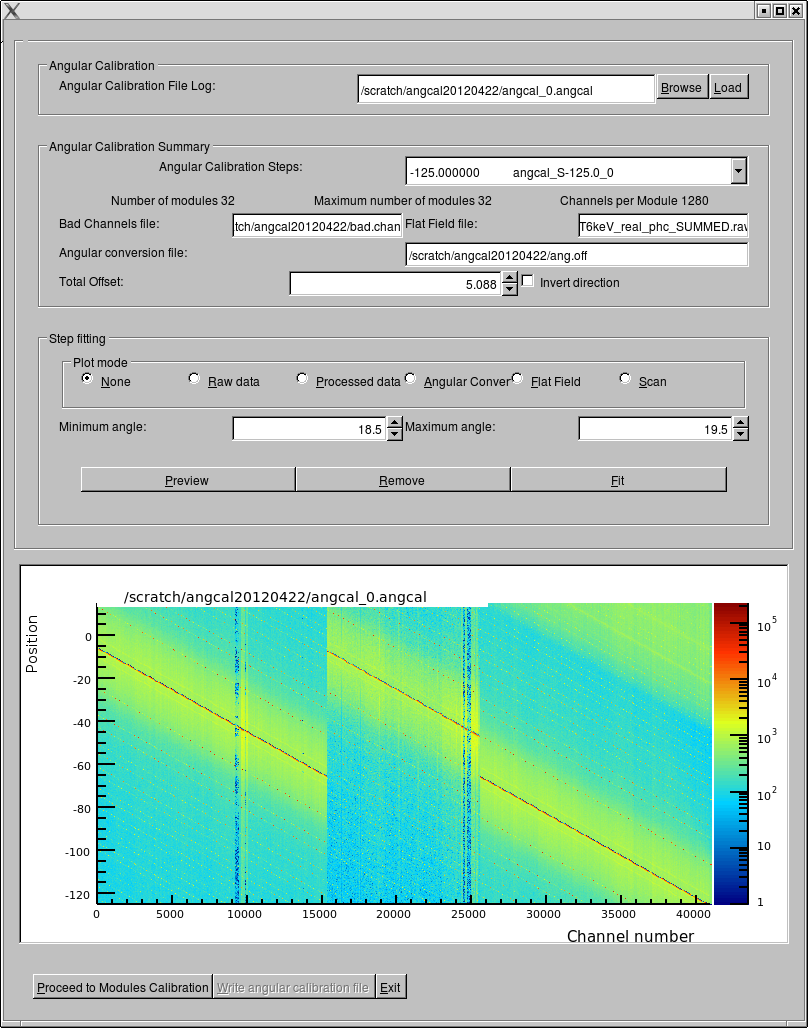 Angular Calibration
Angular Calibration File Log: /scratch/angcal20120422/angcal_0.angcal Browse Load
Angular Calibration Summary
Angular Calibration Steps: -125.000000 angcal_S-125.0_0
Number of modules 32 Maximum number of modules 32 Channels per Module 1280
Bad Channels file: tch/angcal20120422/bad.chan Flat Field file: T6keV_real_phc_SUMMED.rav
Angular conversion file: /scratch/angcal20120422/ang.off
Total Offset: 5.088 Invert direction
Step fitting
Plot mode
None Raw data Processed data Angular Conver Flat Field Scan
Minimum angle: 18.5 Maximum angle: 19.5
Preview Remove Fit
/scratch/angcal20120422/angcal_0.angcal
Position
0
-20
-40
-60
-80
-100
-120
0 5000 10000 15000 20000 25000 30000 35000 40000
Channel number
10^5
10^4
10^3
10^2
10
1
Proceed to Modules Calibration Write angular calibration file Exit